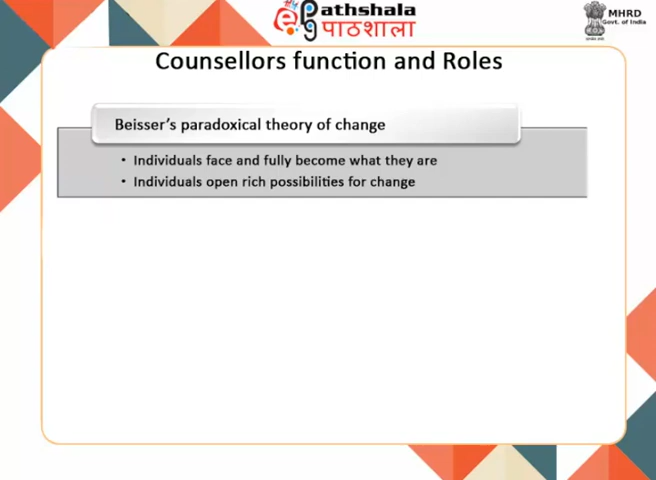 ePathshala
पाठशाला
MHRD
Govt. of India
Counsellors function and Roles
Beisser's paradoxical theory of change
• Individuals face and fully become what they are
• Individuals open rich possibilities for change